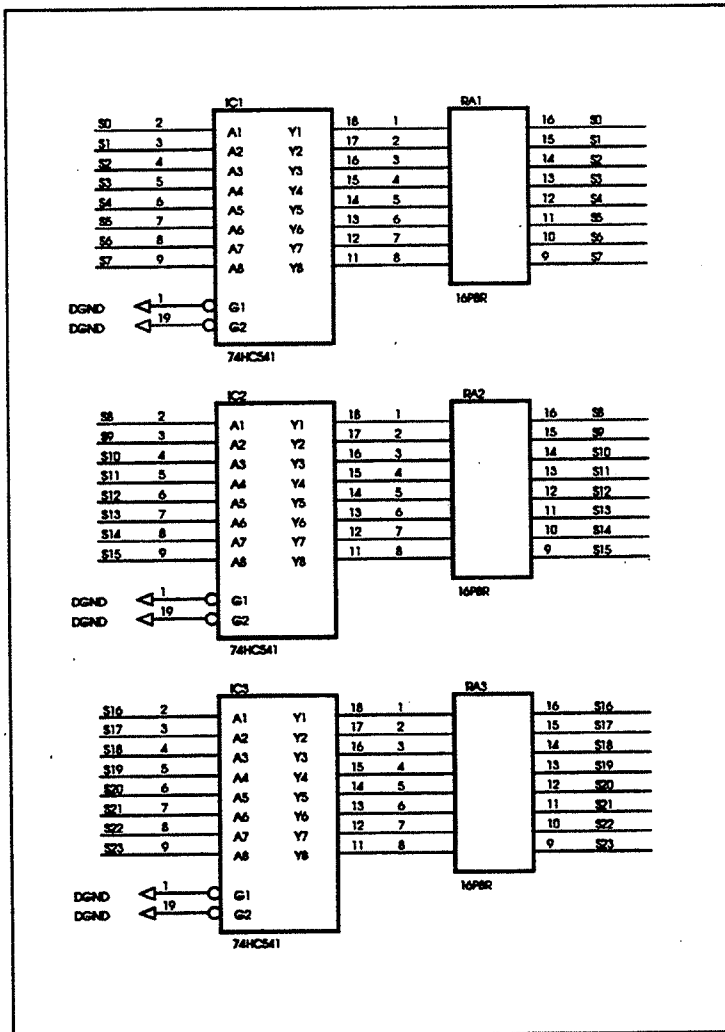 IC1 RA1
S0 2 A1 Y1 18 1 16 S0
S1 3 A2 Y2 17 2 15 S1
S2 4 A3 Y3 16 3 14 S2
S3 5 A4 Y4 15 4 13 S3
S4 6 A5 Y5 14 5 12 S4
S5 7 A6 Y6 13 6 11 S5
S6 8 A7 Y7 12 7 10 S6
S7 9 A8 Y8 11 8 9 S7
DGND 1 G1 16P8R
DGND 19 G2
74HC541
IC2 RA2
S8 2 A1 Y1 18 1 16 S8
S9 3 A2 Y2 17 2 15 S9
S10 4 A3 Y3 16 3 14 S10
S11 5 A4 Y4 15 4 13 S11
S12 6 A5 Y5 14 5 12 S12
S13 7 A6 Y6 13 6 11 S13
S14 8 A7 Y7 12 7 10 S14
S15 9 A8 Y8 11 8 9 S15
DGND 1 G1 16P8R
DGND 19 G2
74HC541
IC3 RA3
S16 2 A1 Y1 18 1 16 S16
S17 3 A2 Y2 17 2 15 S17
S18 4 A3 Y3 16 3 14 S18
S19 5 A4 Y4 15 4 13 S19
S20 6 A5 Y5 14 5 12 S20
S21 7 A6 Y6 13 6 11 S21
S22 8 A7 Y7 12 7 10 S22
S23 9 A8 Y8 11 8 9 S23
DGND 1 G1 16P8R
DGND 19 G2
74HC541